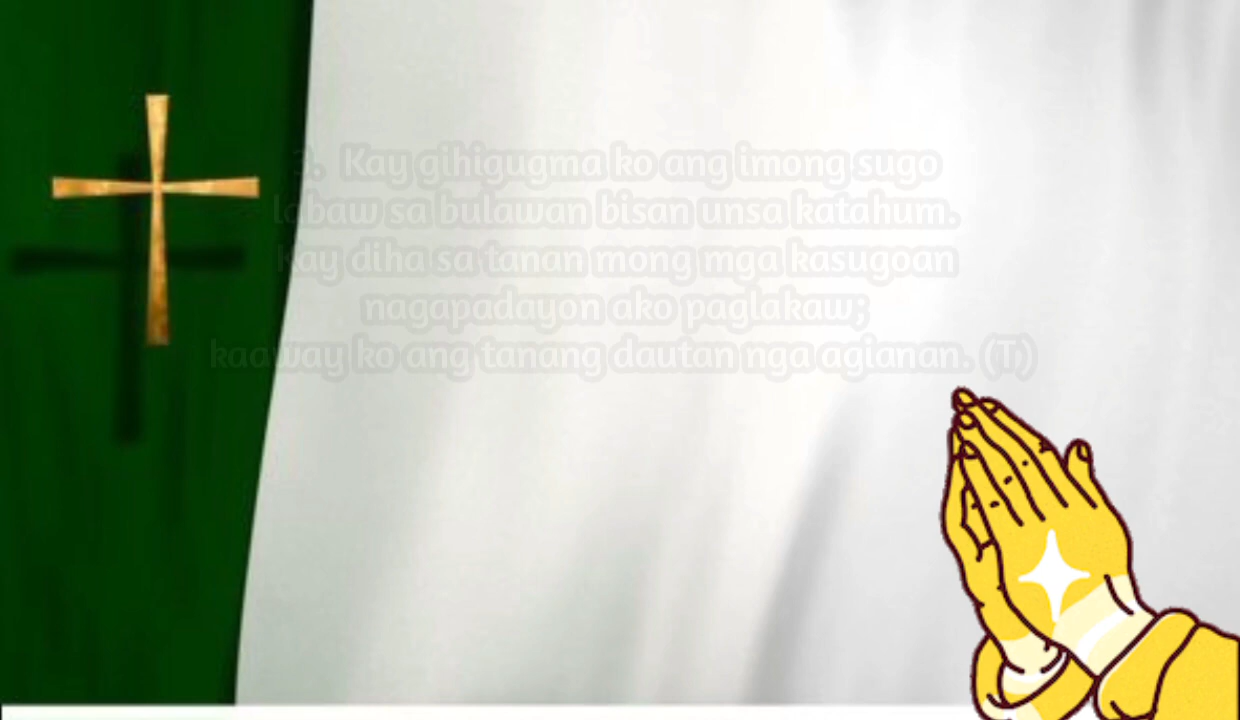 3. Kay gihigugma ko ang imong sugo
labaw sa bulawan bisan unsa katahum.
Kay diha sa tanan mong mga kasugoan
nagapadayon ako paglakaw;
kaaway ko ang tanang dautan nga agianan. (T)